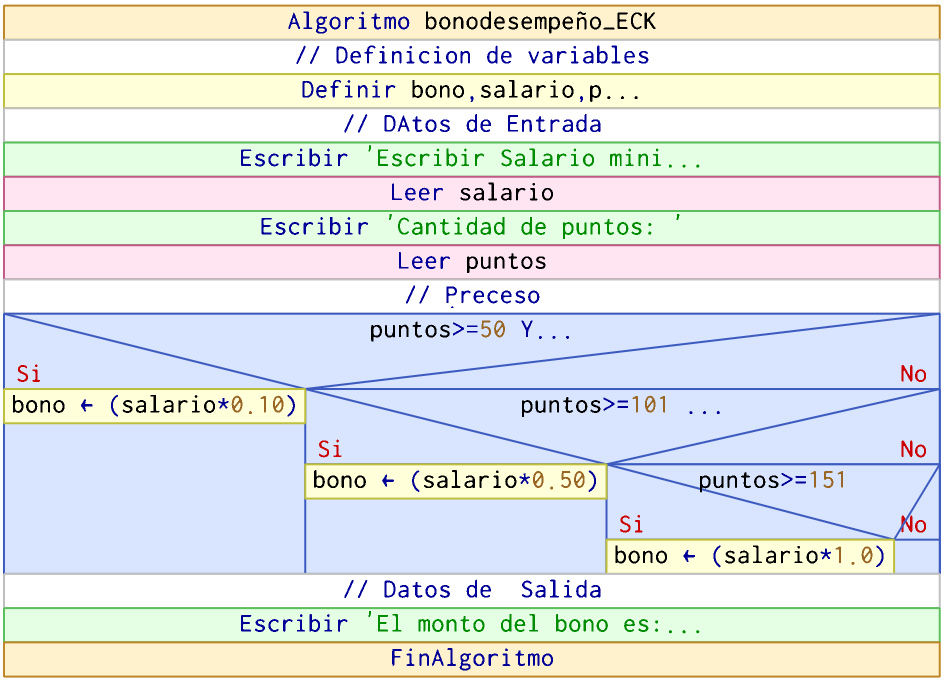 Algoritmo bonodesempeño_ECK
// Definicion de variables
Definir bono,salario,p...
// DAtos de Entrada
Escribir 'Escribir Salario mini...
Leer salario
Escribir 'Cantidad de puntos: '
Leer puntos
// Preceso
puntos>=50 Y...
Si No
bono ← (salario*0.10) puntos>=101 ...
Si No
bono ← (salario*0.50) puntos>=151
Si No
bono ← (salario*1.0)
// Datos de  Salida
Escribir 'El monto del bono es:...
FinAlgoritmo